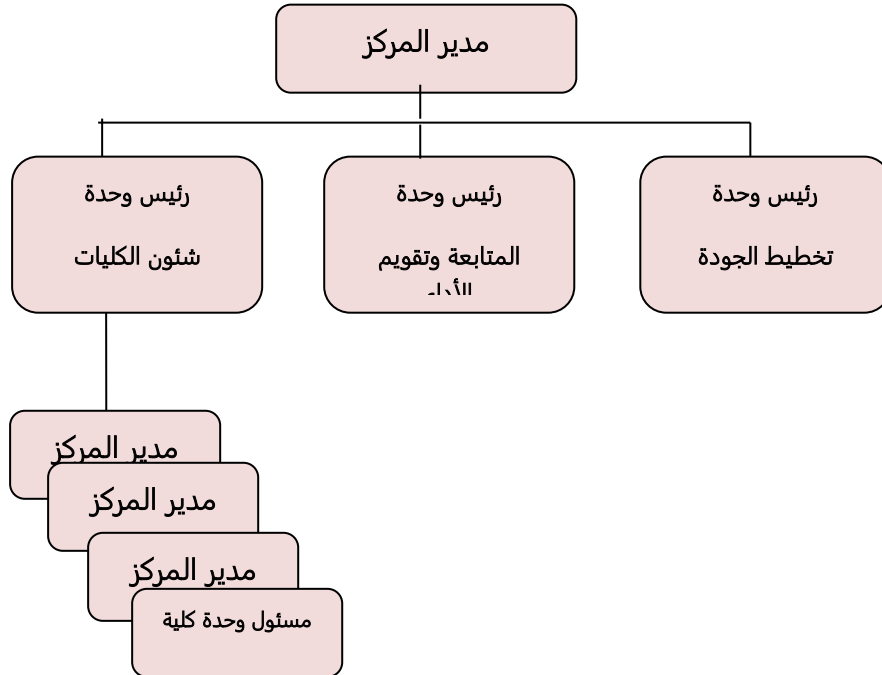 مدير المركز
رئيس وحدة
تخطيط الجودة
رئيس وحدة
المتابعة وتقويم
الأداء
رئيس وحدة
شئون الكليات
مدير المركز
مدير المركز
مدير المركز
مسئول وحدة كلية